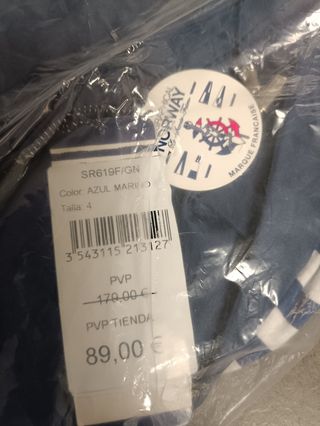 NORWAY
MARQUE FRANÇAISE
SR619F/GN
Color: AZUL MARINO
Talla: 4
3 543115 213127
PVP
179,00 €
PVP TIENDA
89,00 €